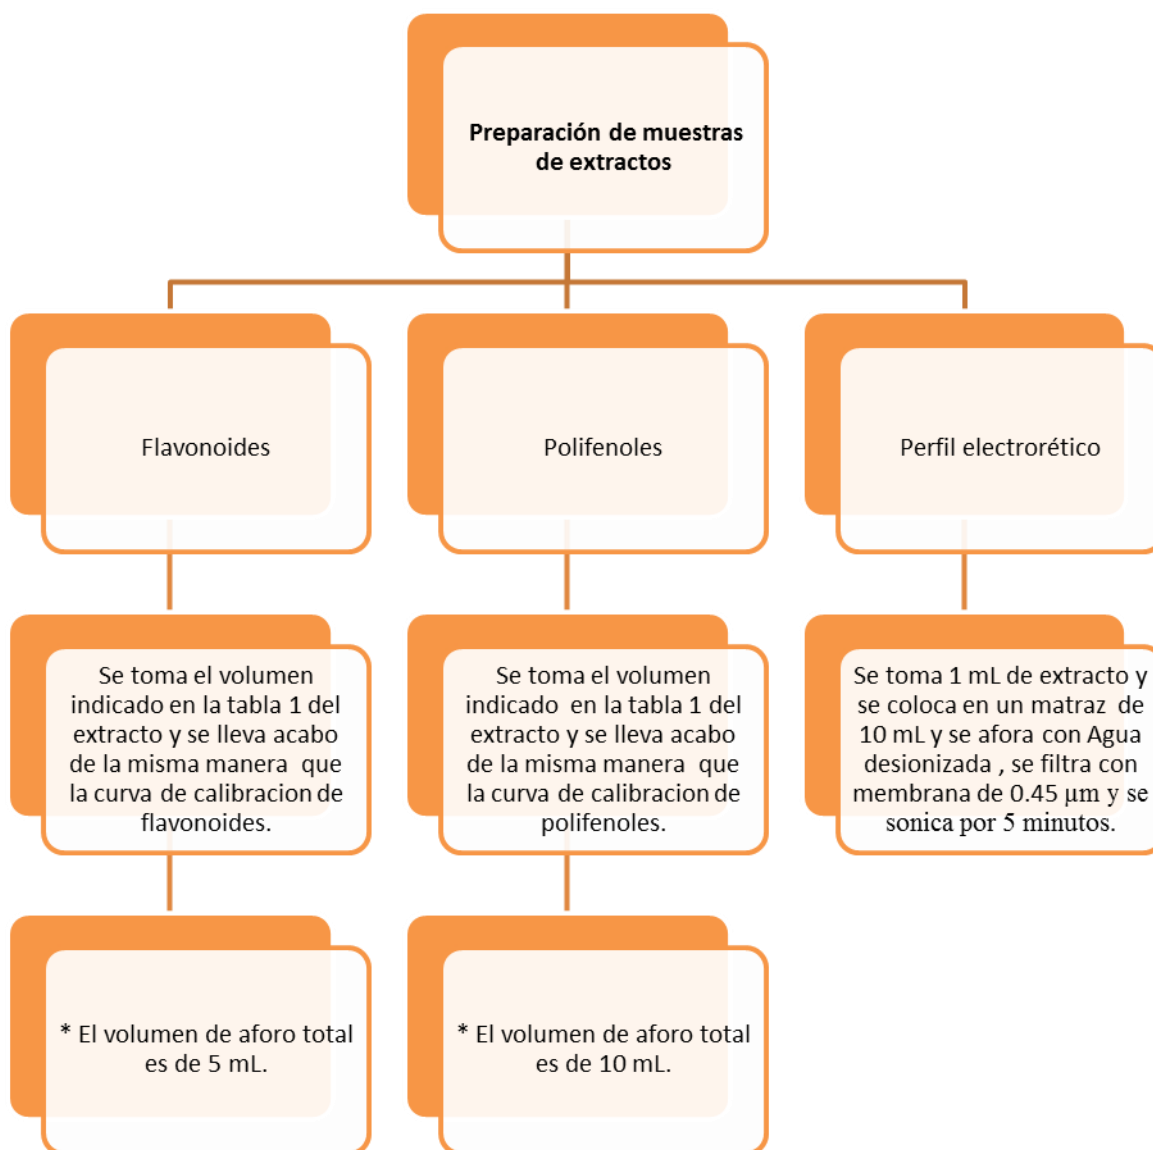 Preparación de muestras
de extractos
Flavonoides
Polifenoles
Perfil electrorético
Se toma el volumen
indicado en la tabla 1 del
extracto y se lleva acabo
de la misma manera que
la curva de calibracion de
flavonoides.
Se toma el volumen
indicado en la tabla 1 del
extracto y se lleva acabo
de la misma manera que
la curva de calibracion de
polifenoles.
Se toma 1 mL de extracto y
se coloca en un matraz de
10 mL y se afora con Agua
desionizada , se filtra con
membrana de 0.45 µm y se
sonica por 5 minutos.
* El volumen de aforo total
es de 5 mL.
* El volumen de aforo total
es de 10 mL.